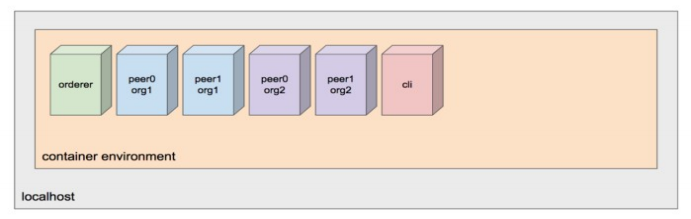 orderer
peer0
org1
peer1
org1
peer0
org2
peer1
org2
cli
container environment
localhost